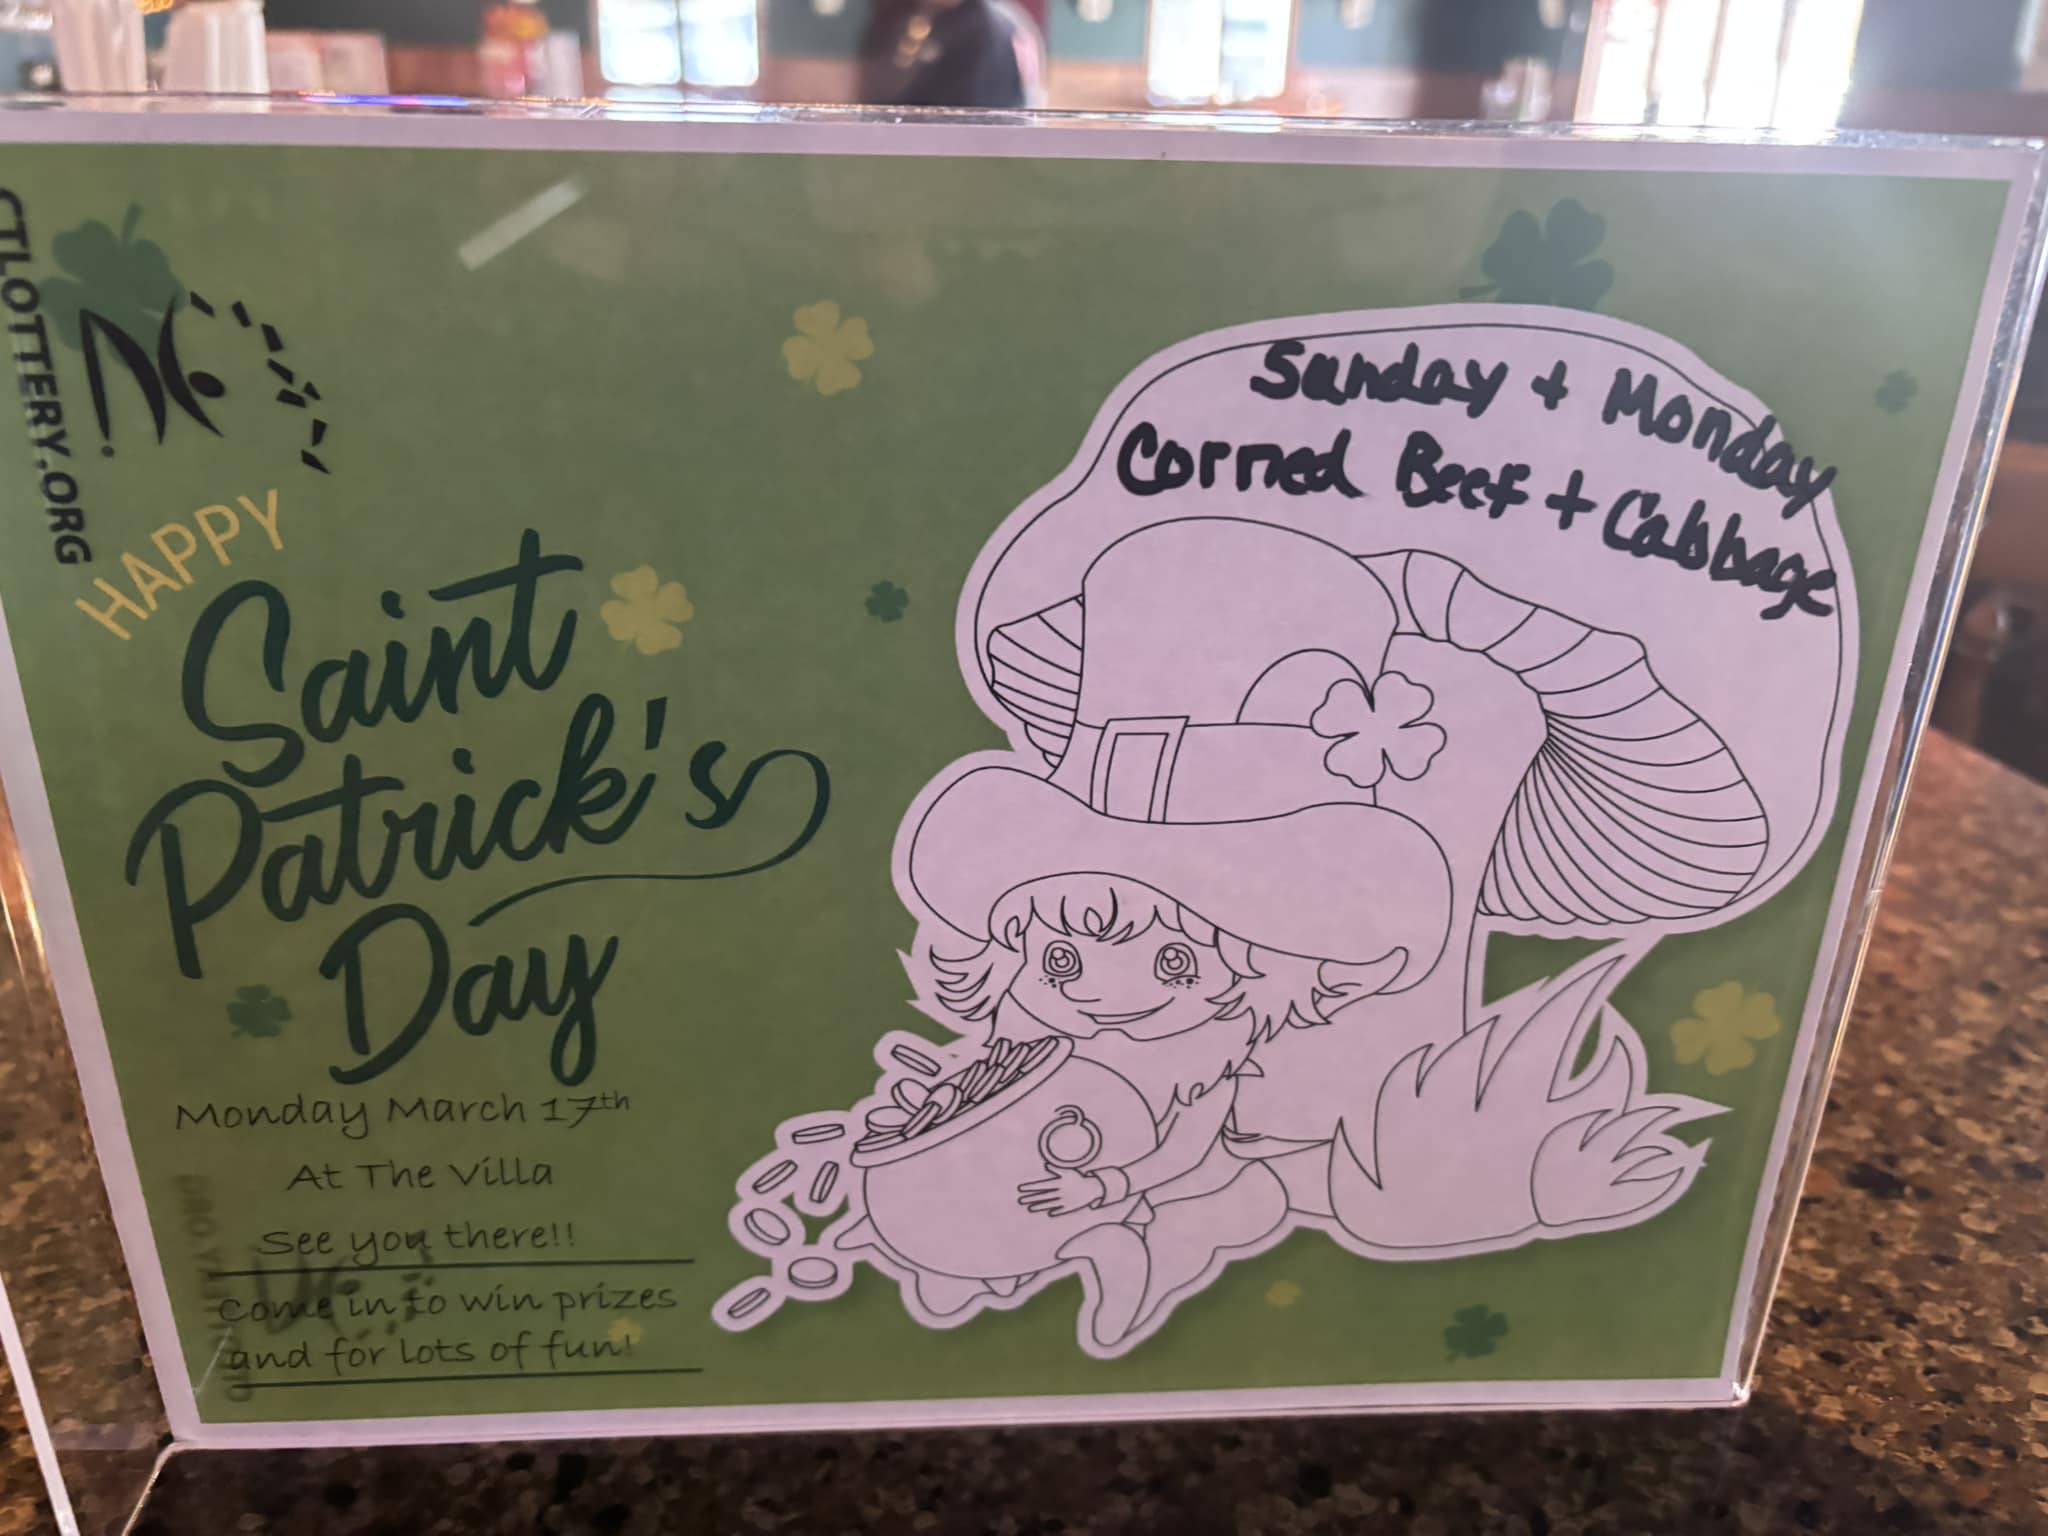 CTLOTTERY.ORG
HAPPY
Saint
Patrick's
Day
Monday March 17th
At The Villa
See you there!!
Come in to win prizes
and for lots of fun!
Sunday + Monday
Corned Beef + Cabbage